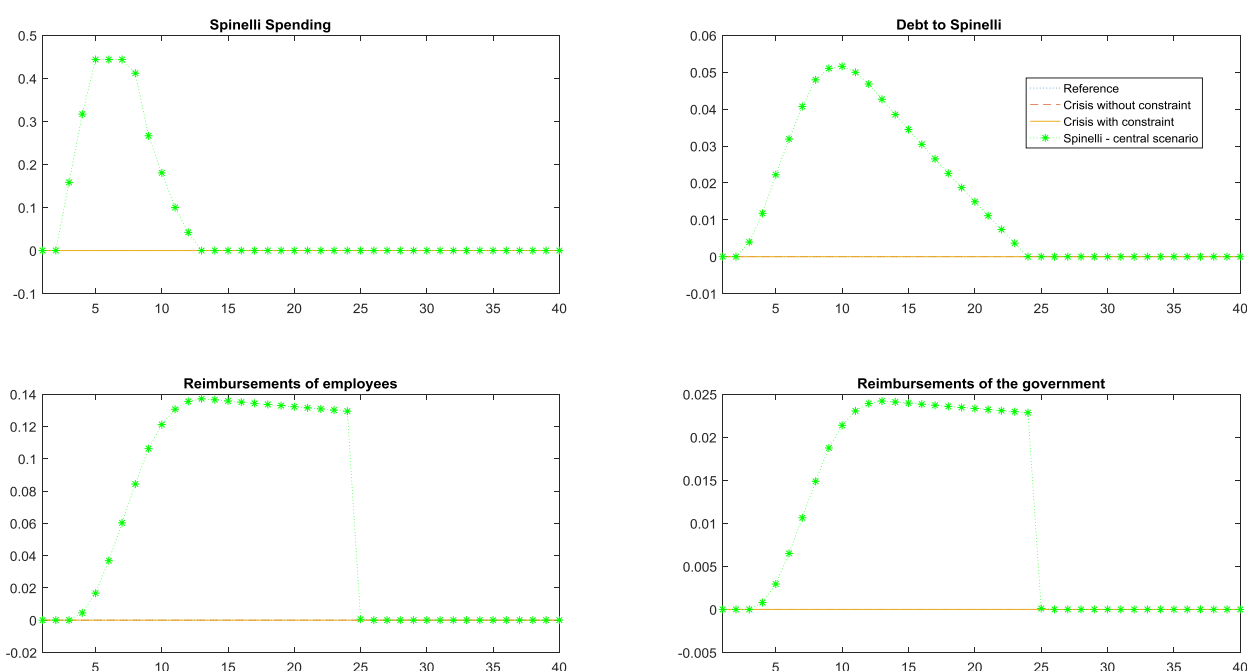 Spinelli Spending
0.5
0.4
0.3
0.2
0.1
0
-0.1
5 10 15 20 25 30 35 40
Debt to Spinelli
0.06
0.05
0.04
0.03
0.02
0.01
0
-0.01
5 10 15 20 25 30 35 40
Reference
Crisis without constraint
Crisis with constraint
Spinelli - central scenario
Reimbursements of employees
0.14
0.12
0.1
0.08
0.06
0.04
0.02
0
-0.02
5 10 15 20 25 30 35 40
Reimbursements of the government
0.025
0.02
0.015
0.01
0.005
0
-0.005
5 10 15 20 25 30 35 40